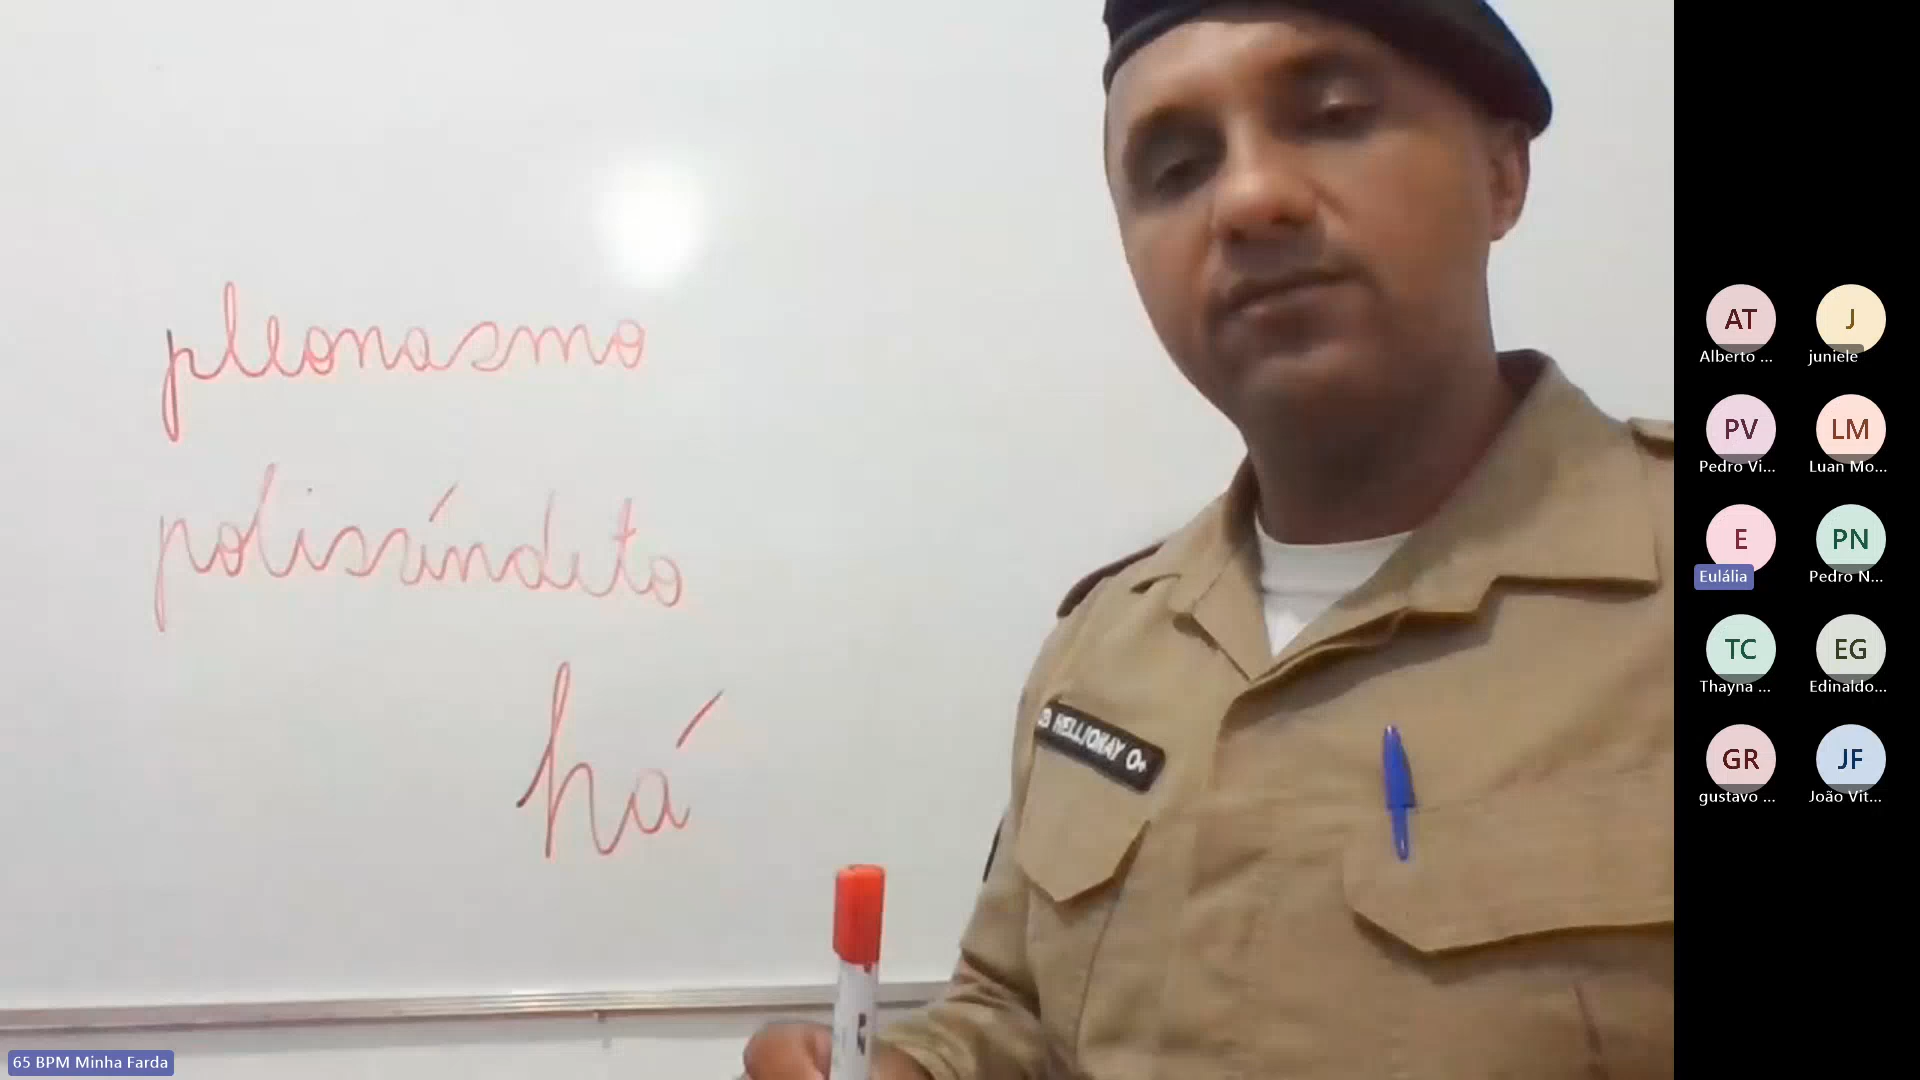 pleonasmo
polissíndeto
há
HELLIONAY O+
AT
Alberto ...
J
juniele
PV
Pedro Vi...
LM
Luan Mo...
E
Eulália
PN
Pedro N...
TC
Thayna ...
EG
Edinaldo...
GR
gustavo ...
JF
João Vit...
65 BPM Minha Farda